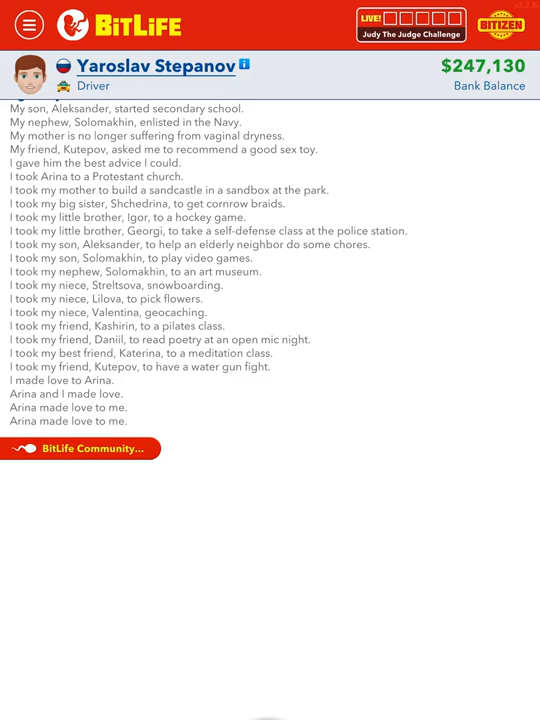 v3.2.8
BITLIFE
LIVE!
Judy The Judge Challenge
BITIZEN
Yaroslav Stepanov i
$247,130
Driver
Bank Balance
My son, Aleksander, started secondary school.
My nephew, Solomakhin, enlisted in the Navy.
My mother is no longer suffering from vaginal dryness.
My friend, Kutepov, asked me to recommend a good sex toy.
I gave him the best advice I could.
I took Arina to a Protestant church.
I took my mother to build a sandcastle in a sandbox at the park.
I took my big sister, Shchedrina, to get cornrow braids.
I took my little brother, Igor, to a hockey game.
I took my little brother, Georgi, to take a self-defense class at the police station.
I took my son, Aleksander, to help an elderly neighbor do some chores.
I took my son, Solomakhin, to play video games.
I took my nephew, Solomakhin, to an art museum.
I took my niece, Streltsova, snowboarding.
I took my niece, Lilova, to pick flowers.
I took my niece, Valentina, geocaching.
I took my friend, Kashirin, to a pilates class.
I took my friend, Daniil, to read poetry at an open mic night.
I took my best friend, Katerina, to a meditation class.
I took my friend, Kutepov, to have a water gun fight.
I made love to Arina.
Arina and I made love.
Arina made love to me.
Arina made love to me.
BitLife Community...